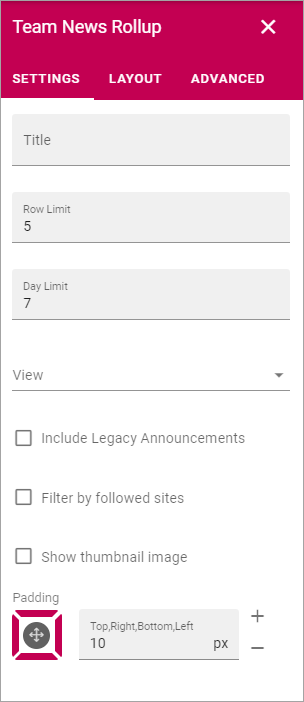 Team News Rollup
SETTINGS LAYOUT ADVANCED
Title
Row Limit
5
Day Limit
7
View
Include Legacy Announcements
Filter by followed sites
Show thumbnail image
Padding
Top,Right,Bottom,Left
10 px